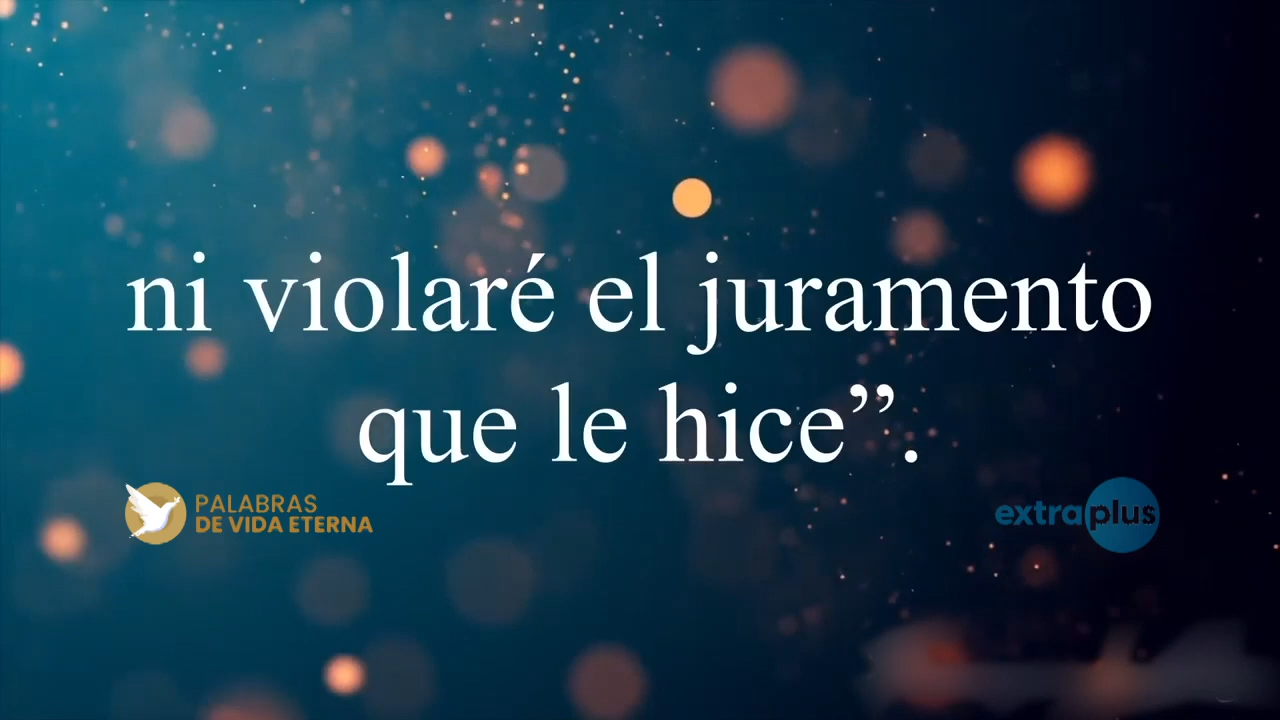 ni violaré el juramento
que le hice”.
PALABRAS
DE VIDA ETERNA
extraplus